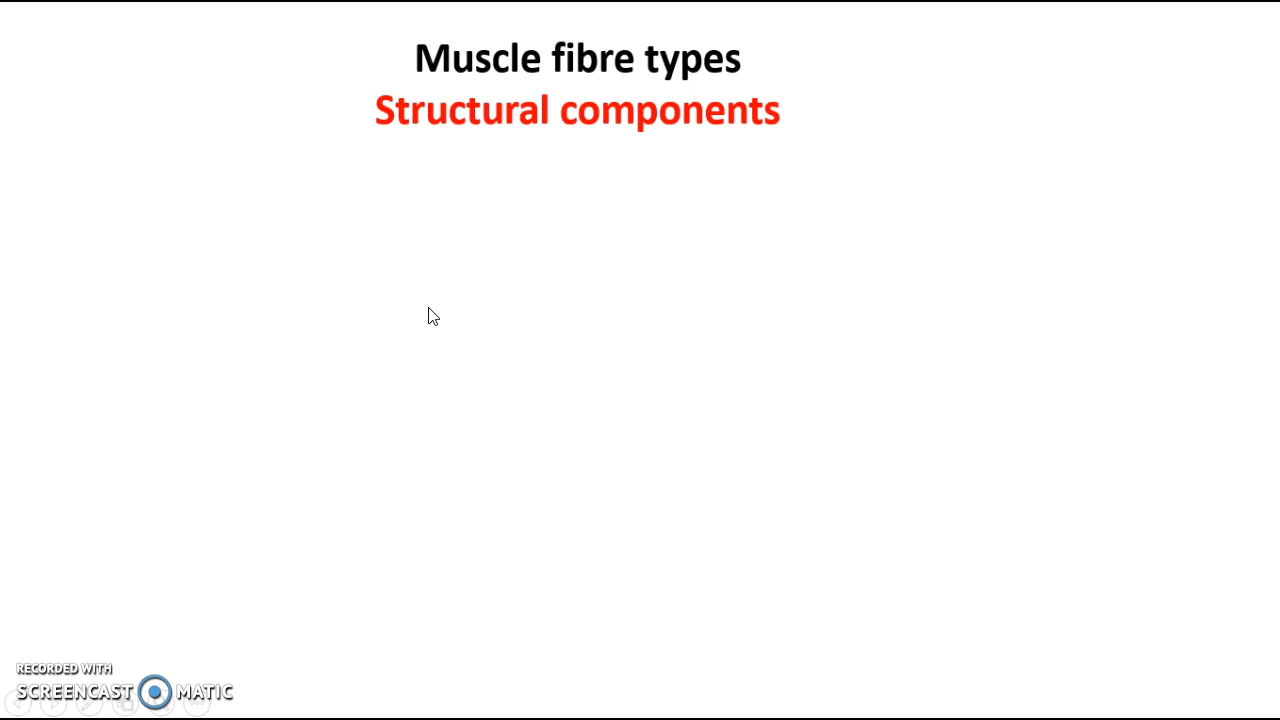 Muscle fibre types
Structural components
RECORDED WITH
SCREENCAST MATIC